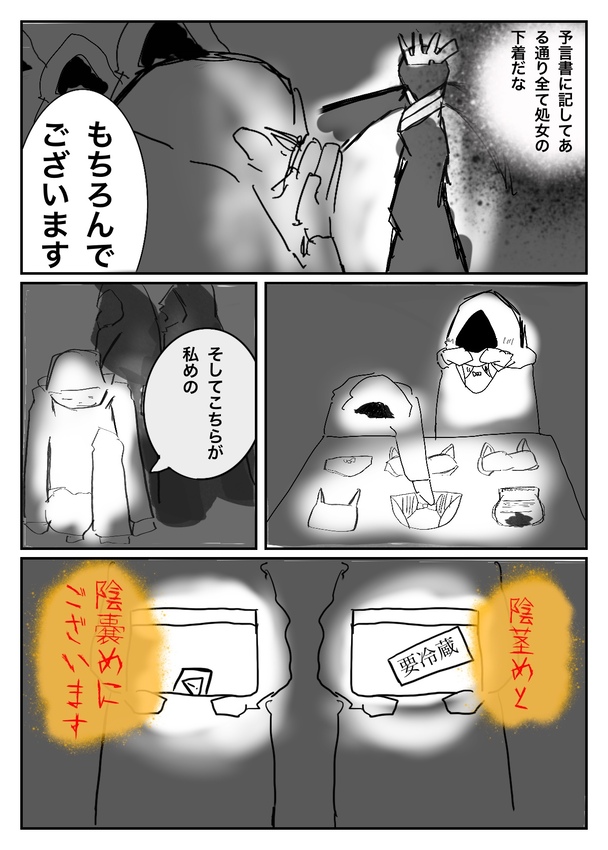 予言書に記してあ
る通り全て処女の
下着だな
もちろんで
ございます
そしてこちらが
私めの
陰茎めと
要冷蔵
陰嚢めに
ございます